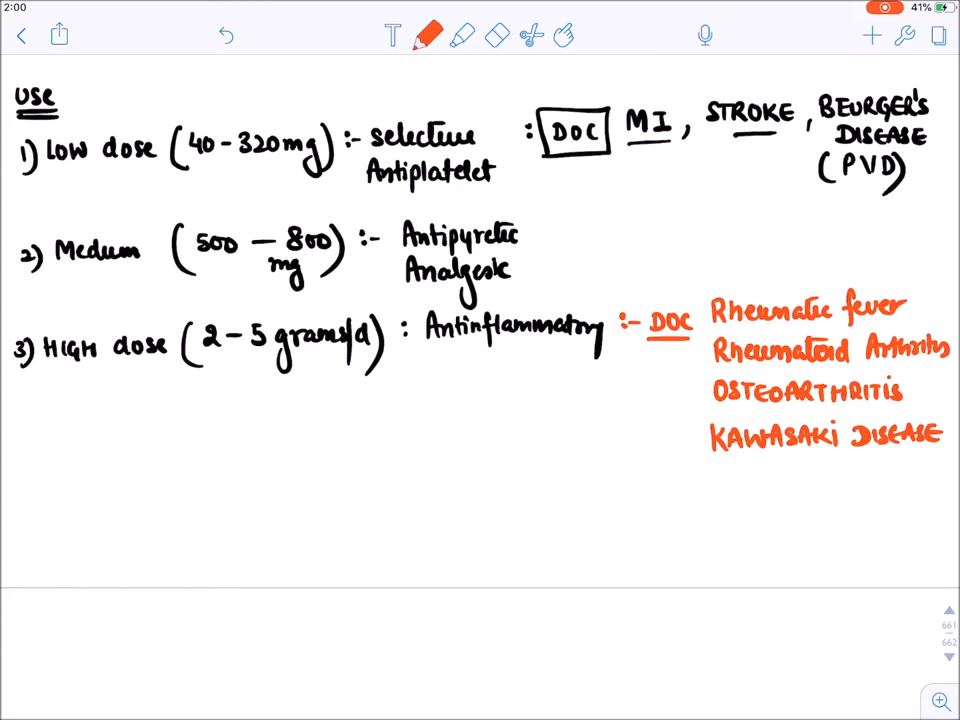 2:00
41%
T
USE
1) Low dose (40 - 320mg) :- selective Antiplatelet : DOC MI, STROKE, BEURGER'S DISEASE (PVD)
2) Medium (500 - 800 mg) :- Antipyretic Analgesic
3) HIGH dose (2 - 5 grams/d) : Antinflammatory :- DOC Rheumatic fever
Rheumatoid Arthritis
OSTEOARTHRITIS
KAWASAKI DISEASE
661
662